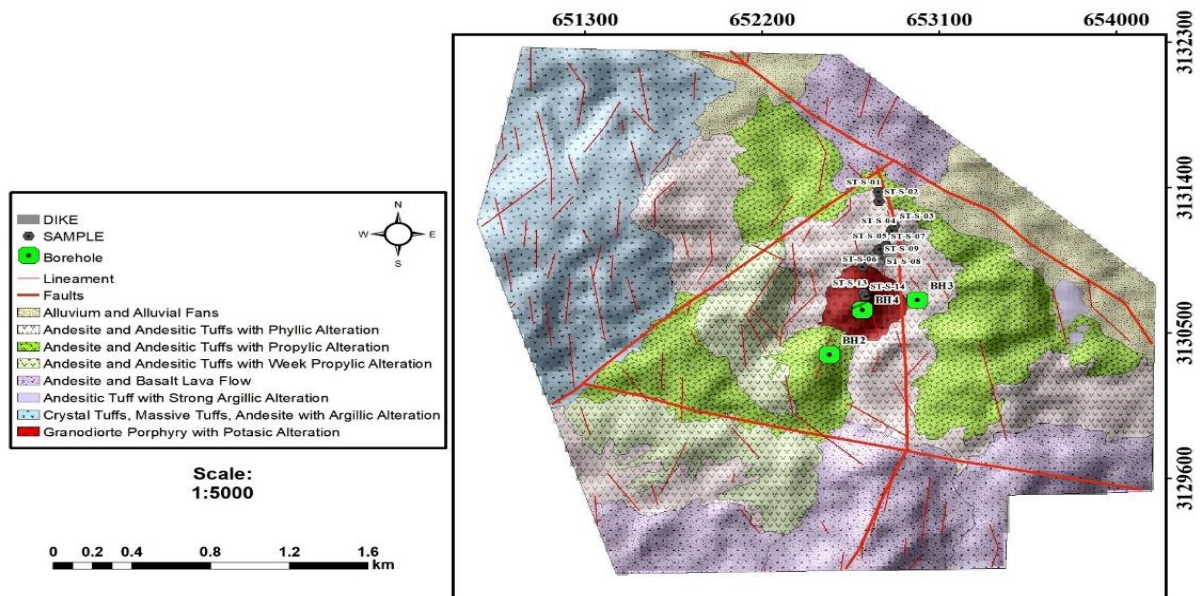 651300 652200 653100 654000
3132300
3131400
3130500
3129600
N
W E
S
DIKE
SAMPLE
Borehole
Lineament
Faults
Alluvium and Alluvial Fans
Andesite and Andesitic Tuffs with Phyllic Alteration
Andesite and Andesitic Tuffs with Propylic Alteration
Andesite and Andesitic Tuffs with Week Propylic Alteration
Andesite and Basalt Lava Flow
Andesitic Tuff with Strong Argillic Alteration
Crystal Tuffs, Massive Tuffs, Andesite with Argillic Alteration
Granodiorte Porphyry with Potasic Alteration
Scale:
1:5000
0 0.2 0.4 0.8 1.2 1.6
km
ST-S-01
ST-S-02
ST-S-04 ST-S-03
ST-S-05 ST-S-07
ST-S-09
ST-S-06 ST-S-08
ST-S-13 ST-S-14
BH3
BH4
BH2